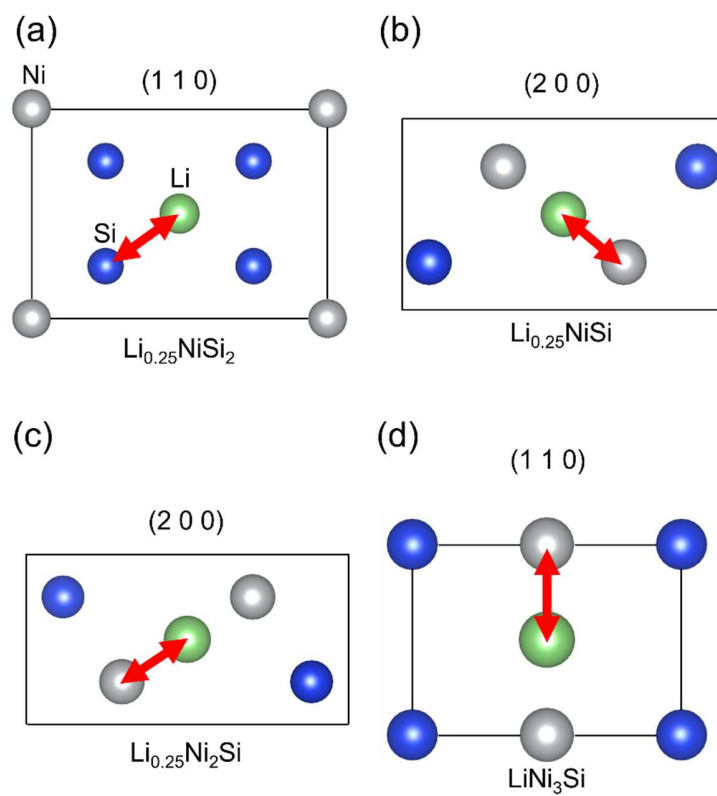 (a)
(b)
Ni
(1 1 0)
(2 0 0)
Li
Si
Li0.25NiSi2
Li0.25NiSi
(c)
(d)
(2 0 0)
(1 1 0)
Li0.25Ni2Si
LiNi3Si